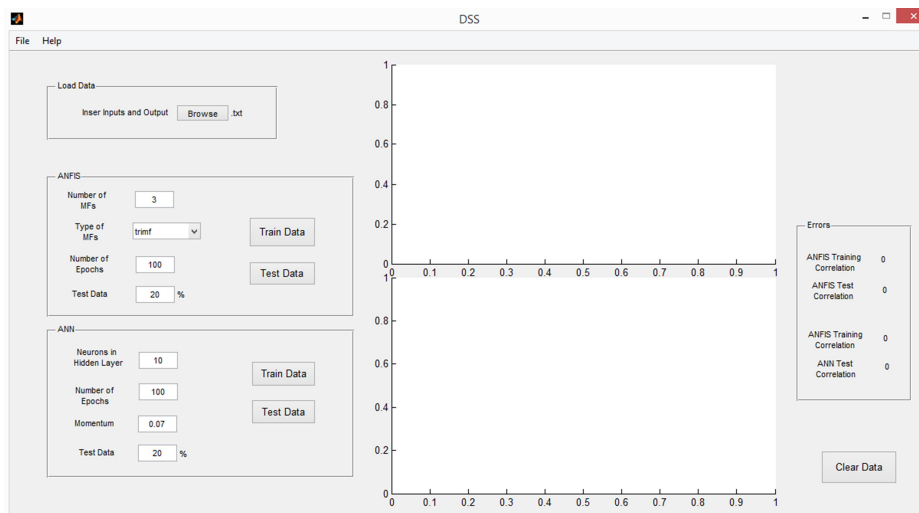 DSS
File Help
Load Data
Inser Inputs and Output Browse .txt
ANFIS
Number of
MFs
3
Type of
MFs
trimf
Train Data
Number of
Epochs
100
Test Data
Test Data 20 %
ANN
Neurons in
Hidden Layer
10
Train Data
Number of
Epochs
100
Test Data
Momentum 0.07
Test Data 20 %
1
0.8
0.6
0.4
0.2
0
0 0.1 0.2 0.3 0.4 0.5 0.6 0.7 0.8 0.9 1
1
0.8
0.6
0.4
0.2
0
0 0.1 0.2 0.3 0.4 0.5 0.6 0.7 0.8 0.9 1
Errors
ANFIS Training
Correlation
0
ANFIS Test
Correlation
0
ANFIS Training
Correlation
0
ANN Test
Correlation
0
Clear Data